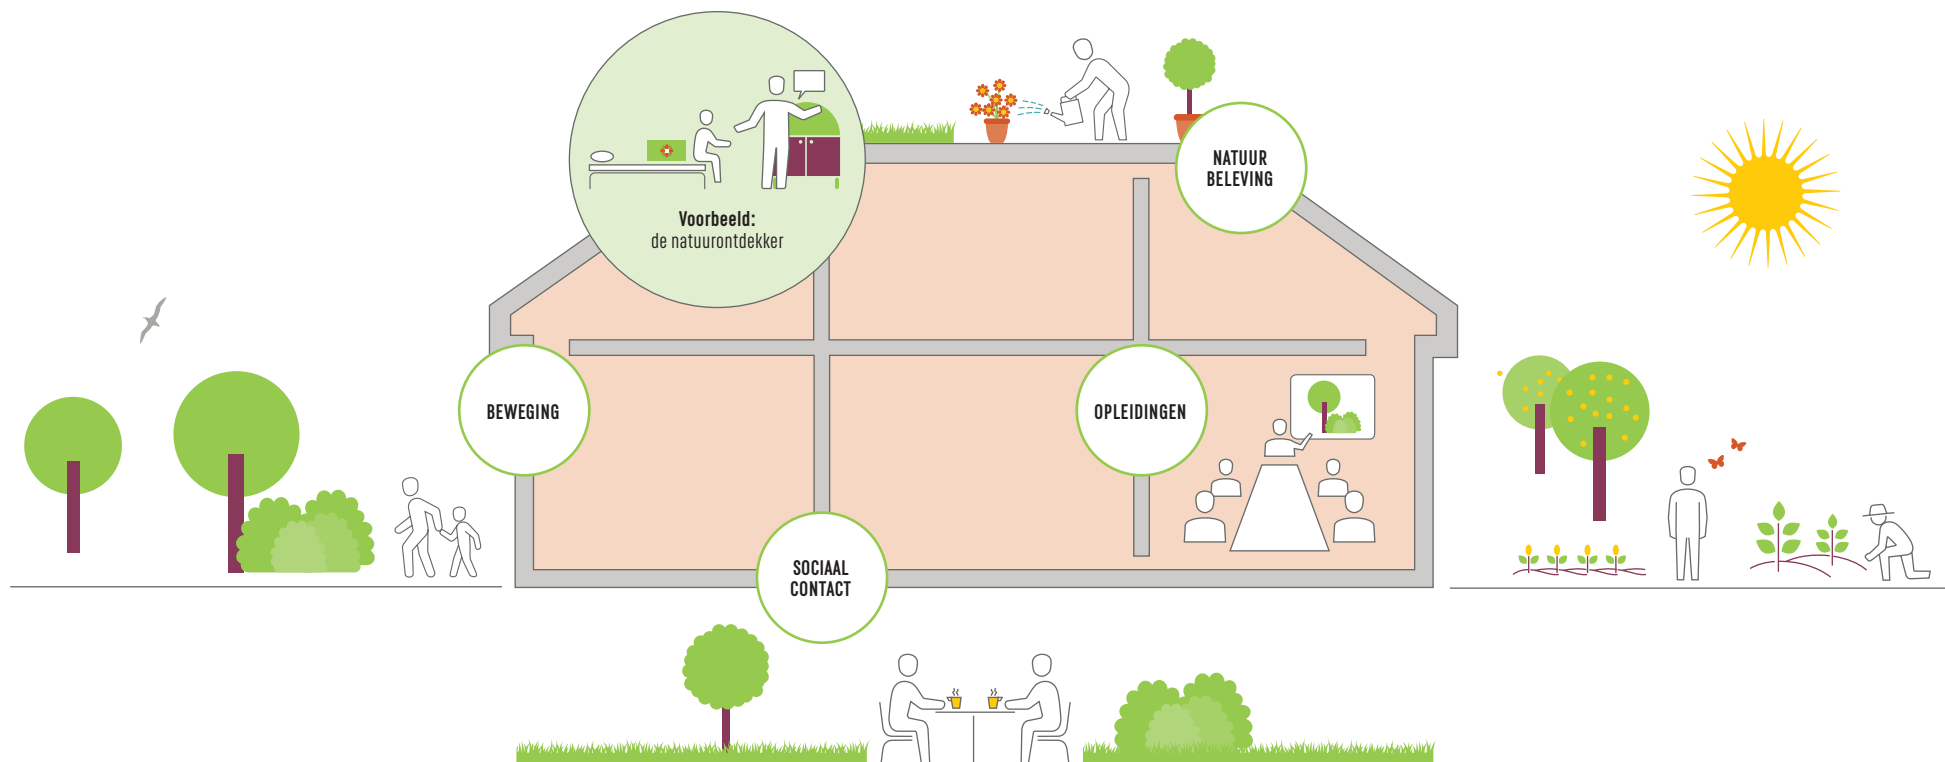 Voorbeeld:
de natuurontdekker
NATUUR
BELEVING
BEWEGING
OPLEIDINGEN
SOCIAAL
CONTACT